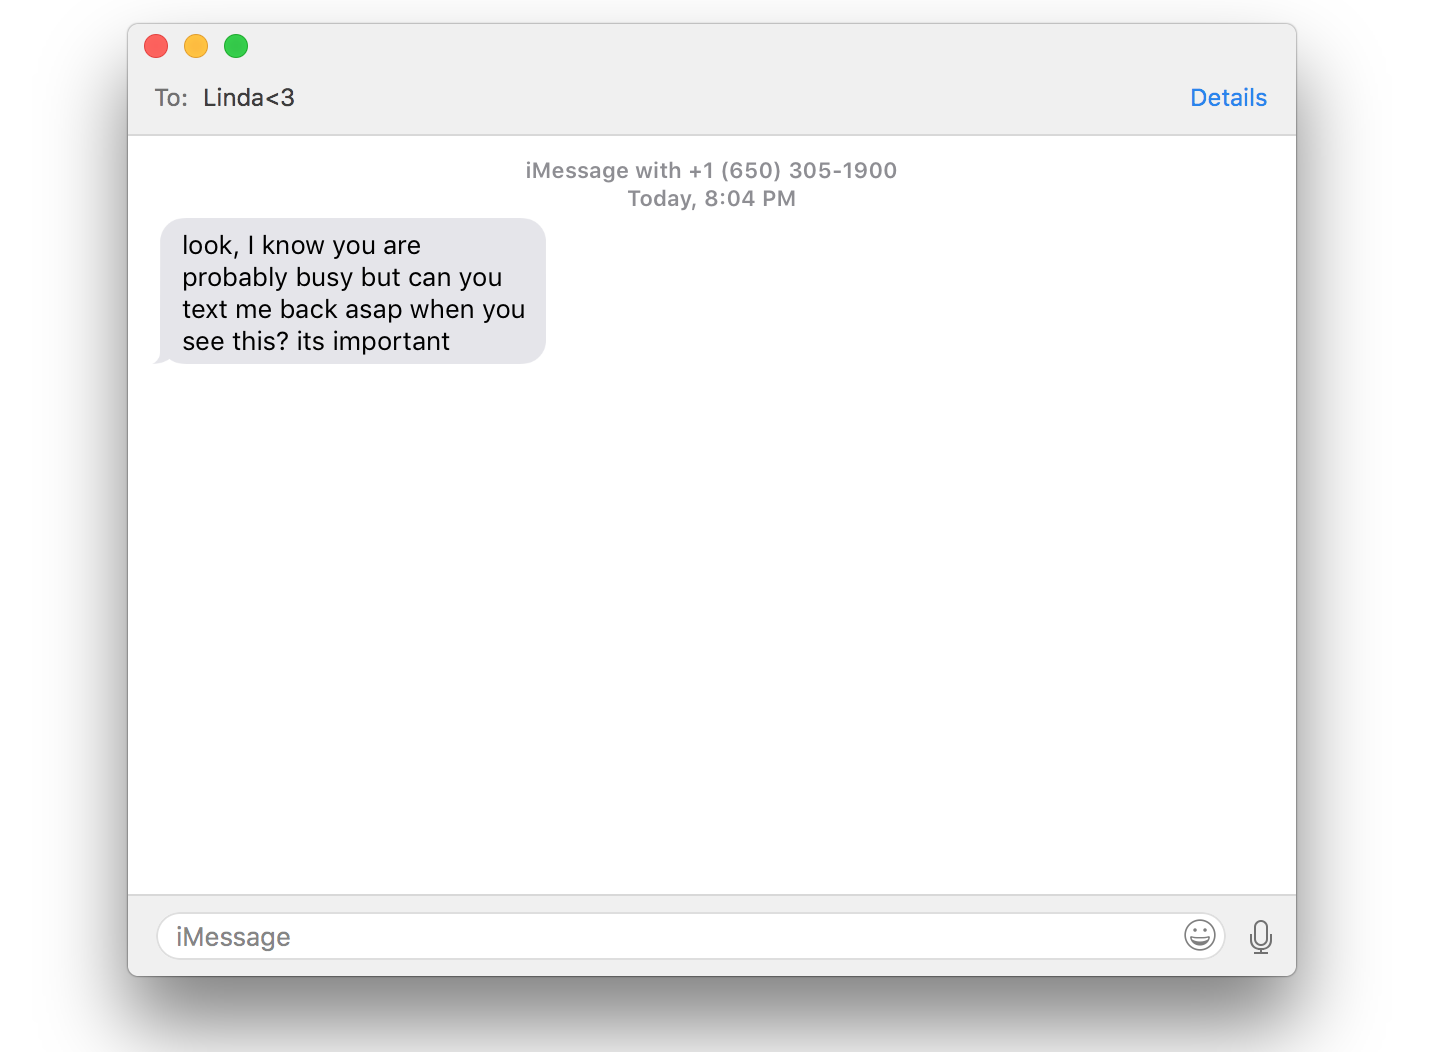 To: Linda<3
Details
iMessage with +1 (650) 305-1900
Today, 8:04 PM
look, I know you are
probably busy but can you
text me back asap when you
see this? its important
iMessage